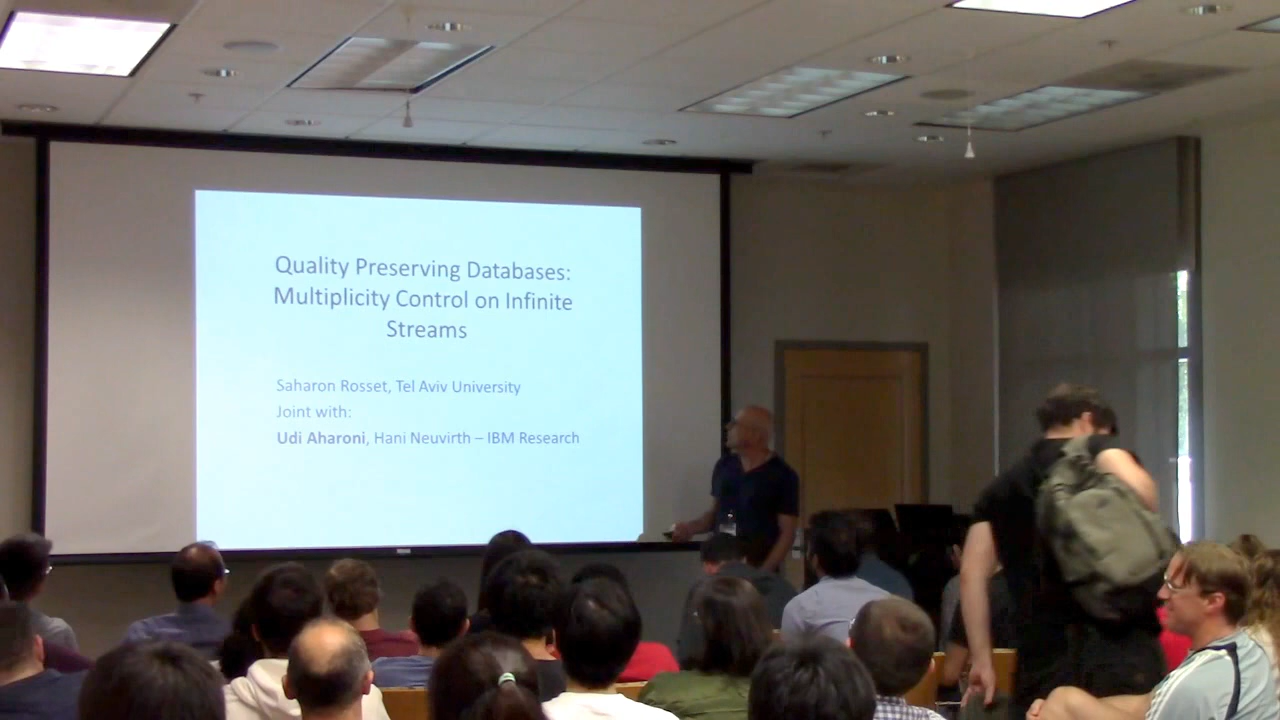 Quality Preserving Databases:
Multiplicity Control on Infinite
Streams
Saharon Rosset, Tel Aviv University
Joint with:
Udi Aharoni, Hani Neuvirth – IBM Research